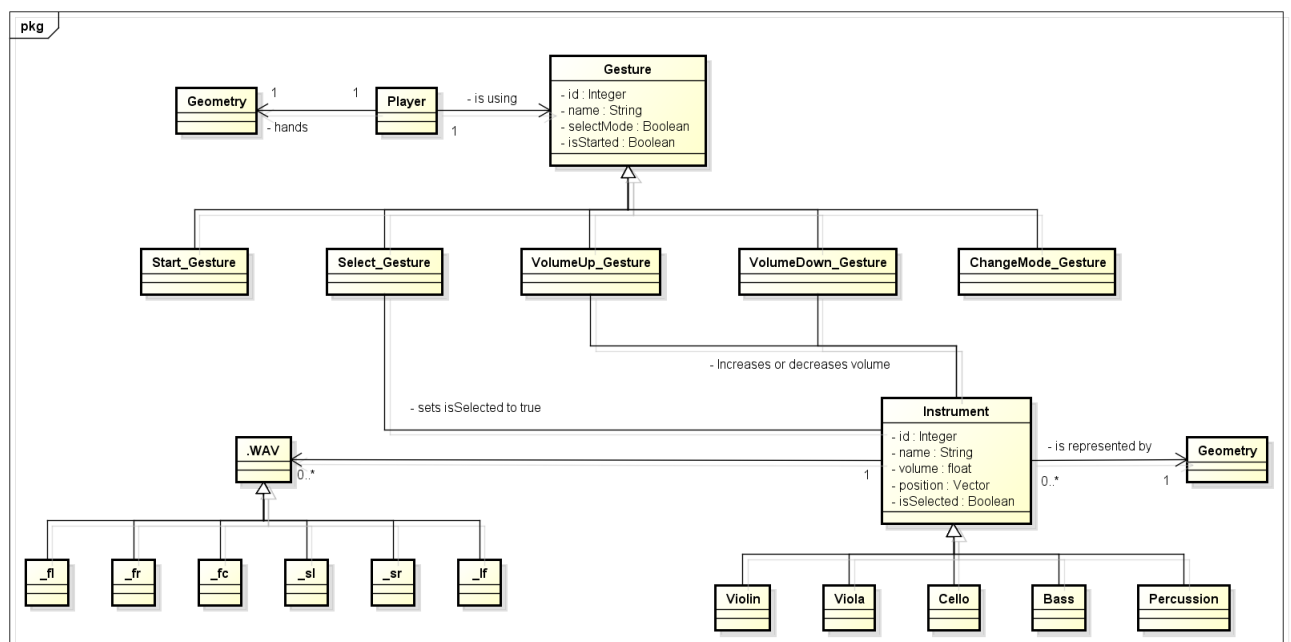 pkg
Gesture
- id : Integer
- name : String
- selectMode : Boolean
- isStarted : Boolean
Geometry
1
- hands
1
Player
- is using
1
Start_Gesture
Select_Gesture
VolumeUp_Gesture
VolumeDown_Gesture
ChangeMode_Gesture
- Increases or decreases volume
- sets isSelected to true
Instrument
- id : Integer
- name : String
- volume : float
- position : Vector
- isSelected : Boolean
.WAV
0..*
1
- is represented by
0..*
1
Geometry
_fl
_fr
_fc
_sl
_sr
_lf
Violin
Viola
Cello
Bass
Percussion